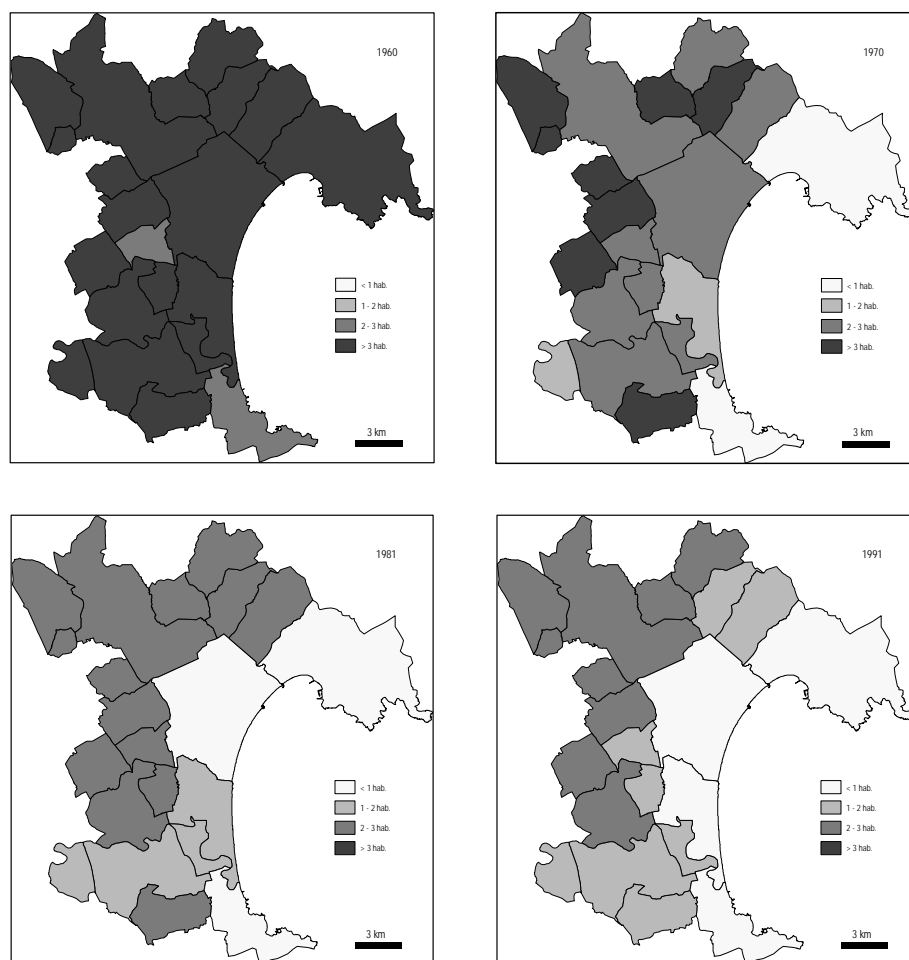 1960
< 1 hab.
1 - 2 hab.
2 - 3 hab.
> 3 hab.
3 km
1970
< 1 hab.
1 - 2 hab.
2 - 3 hab.
> 3 hab.
3 km
1981
< 1 hab.
1 - 2 hab.
2 - 3 hab.
> 3 hab.
3 km
1991
< 1 hab.
1 - 2 hab.
2 - 3 hab.
> 3 hab.
3 km